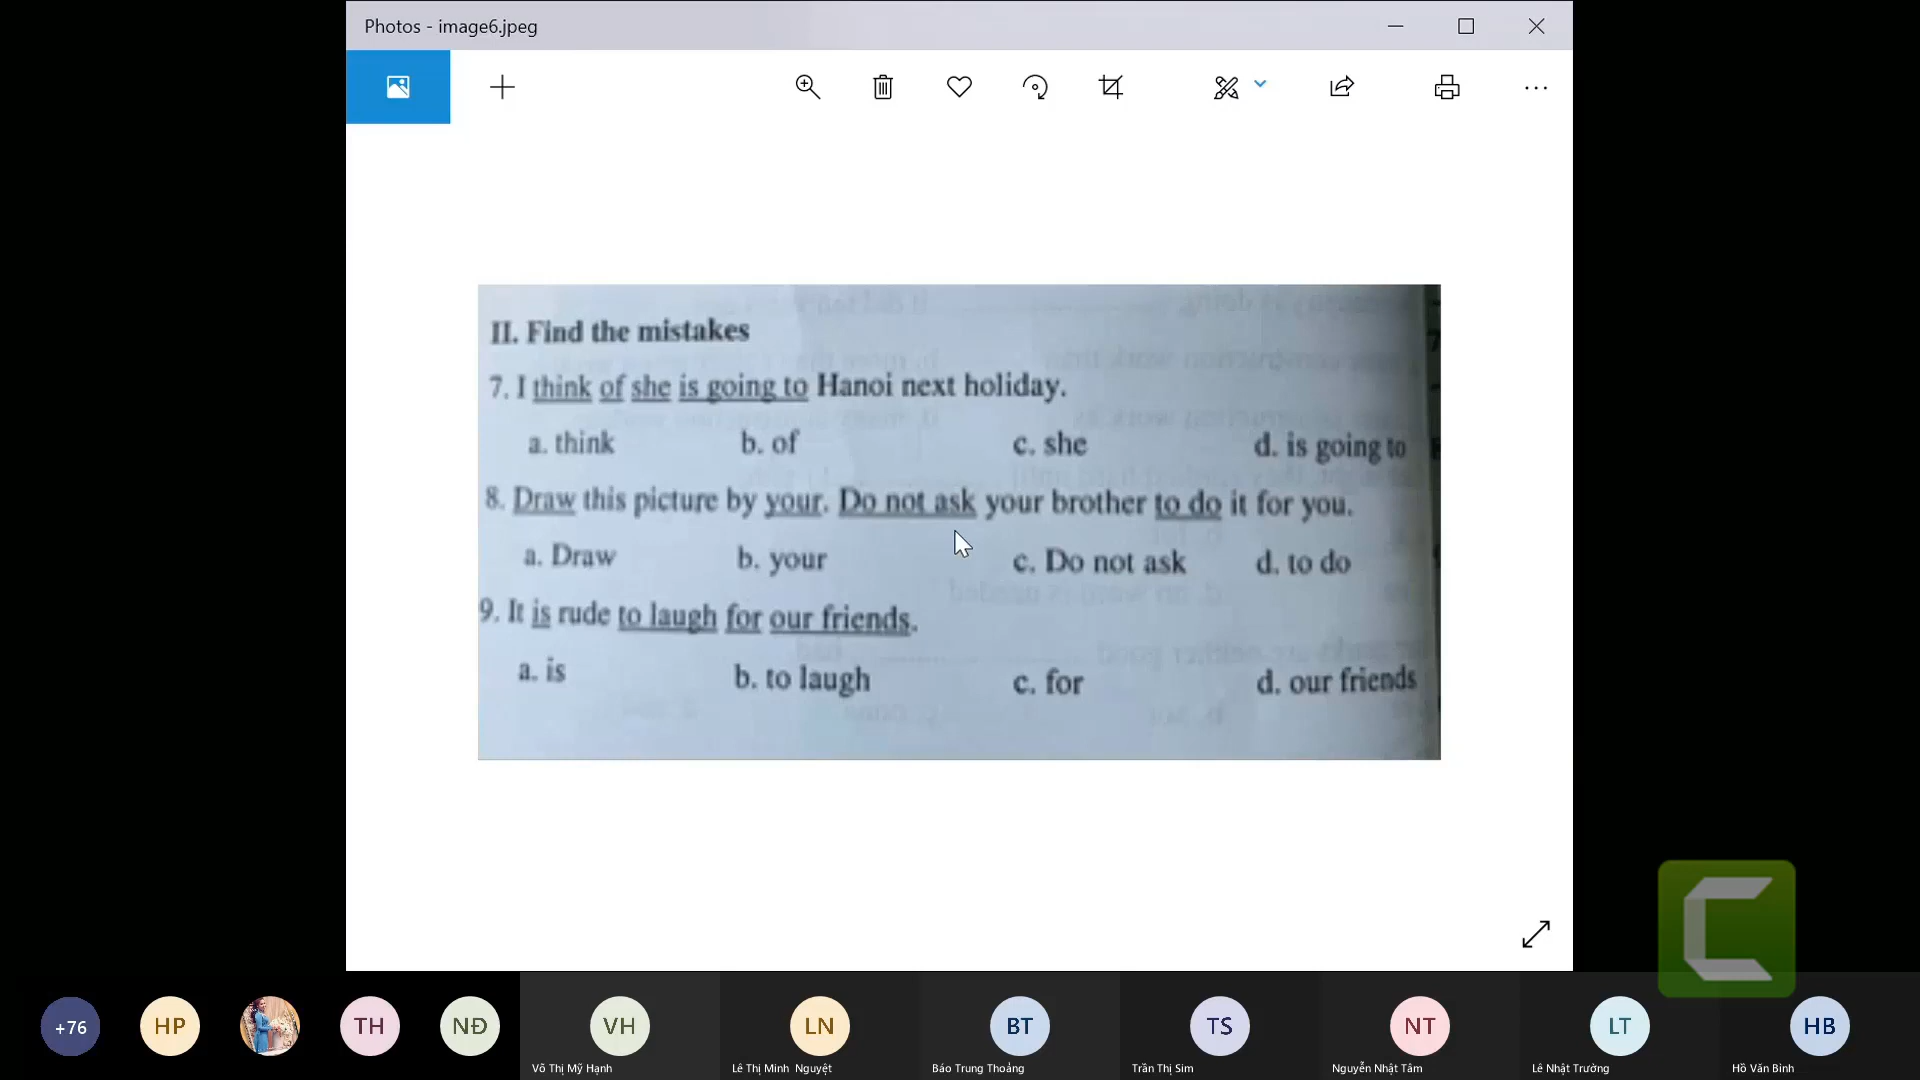 Photos - image6.jpeg
II. Find the mistakes
7. I think of she is going to Hanoi next holiday.
a. think b. of c. she d. is going to
8. Draw this picture by your. Do not ask your brother to do it for you.
a. Draw b. your c. Do not ask d. to do
9. It is rude to laugh for our friends.
a. is b. to laugh c. for d. our friends
+76 HP TH NĐ VH LN BT TS NT LT HB
Võ Thị Mỹ Hạnh Lê Thị Minh Nguyệt Báo Trung Thoảng Trần Thị Sim Nguyễn Nhật Tâm Lê Nhật Trường Hồ Văn Bình